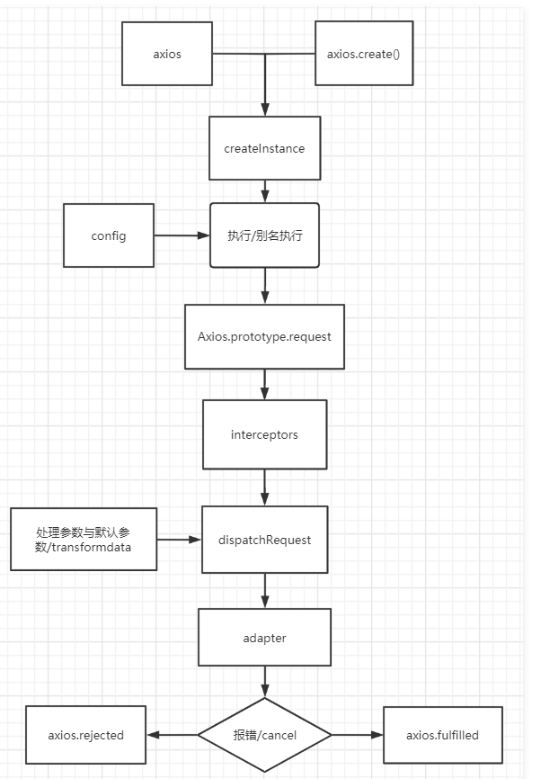 axios
axios.create()
createInstance
config
执行/别名执行
Axios.prototype.request
interceptors
处理参数与默认参
数/transformdata
dispatchRequest
adapter
axios.rejected
报错/cancel
axios.fulfilled